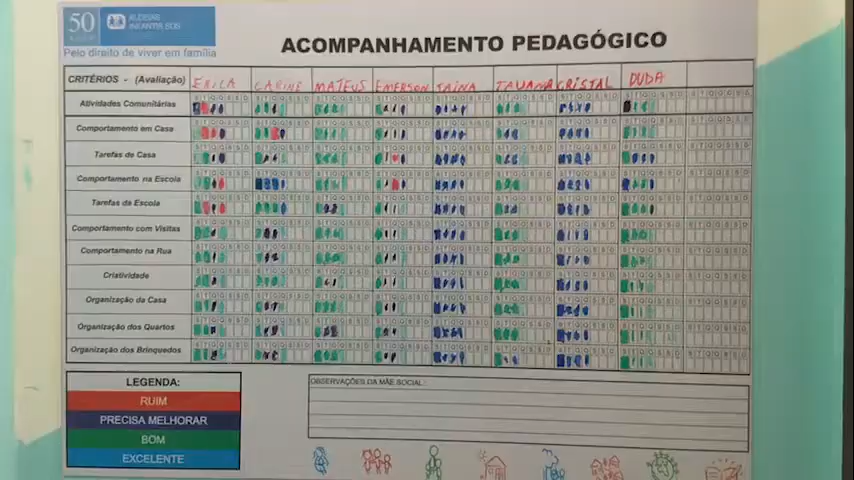 50
ALDEIAS
INFANTIS SOS
Pelo direito de viver em família
ACOMPANHAMENTO PEDAGÓGICO
CRITÉRIOS - (Avaliação) ERICA CARINE MATEUS EMERSON TAINA TAUANA CRISTAL DUDA
Atividades Comunitárias
S T Q Q S S D
Comportamento em Casa
Tarefas de Casa
Comportamento na Escola
Tarefas da Escola
Comportamento com Visitas
Comportamento na Rua
Criatividade
Organização da Casa
Organização dos Quartos
Organização dos Brinquedos
LEGENDA:
RUIM
PRECISA MELHORAR
BOM
EXCELENTE
OBSERVAÇÕES DA MÃE SOCIAL: